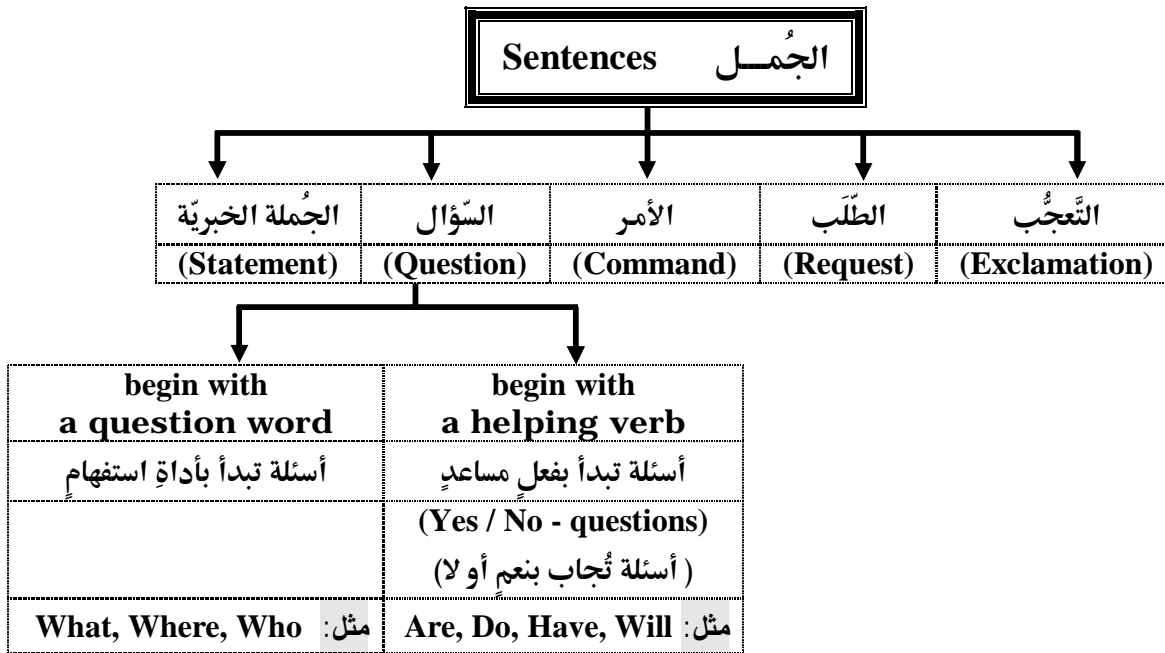 الجُمـــل Sentences
الجُملة الخبريّة
السّؤال
الأمر
الطّلَب
التَّعجُّب
(Statement)
(Question)
(Command)
(Request)
(Exclamation)
begin with
a question word
begin with
a helping verb
أسئلة تبدأ بأداةِ استفهامٍ
أسئلة تبدأ بفعلٍ مساعدٍ
(Yes / No - questions)
( أسئلة تُجاب بنعمٍ أو لا)
مثل: What, Where, Who
مثل: Are, Do, Have, Will